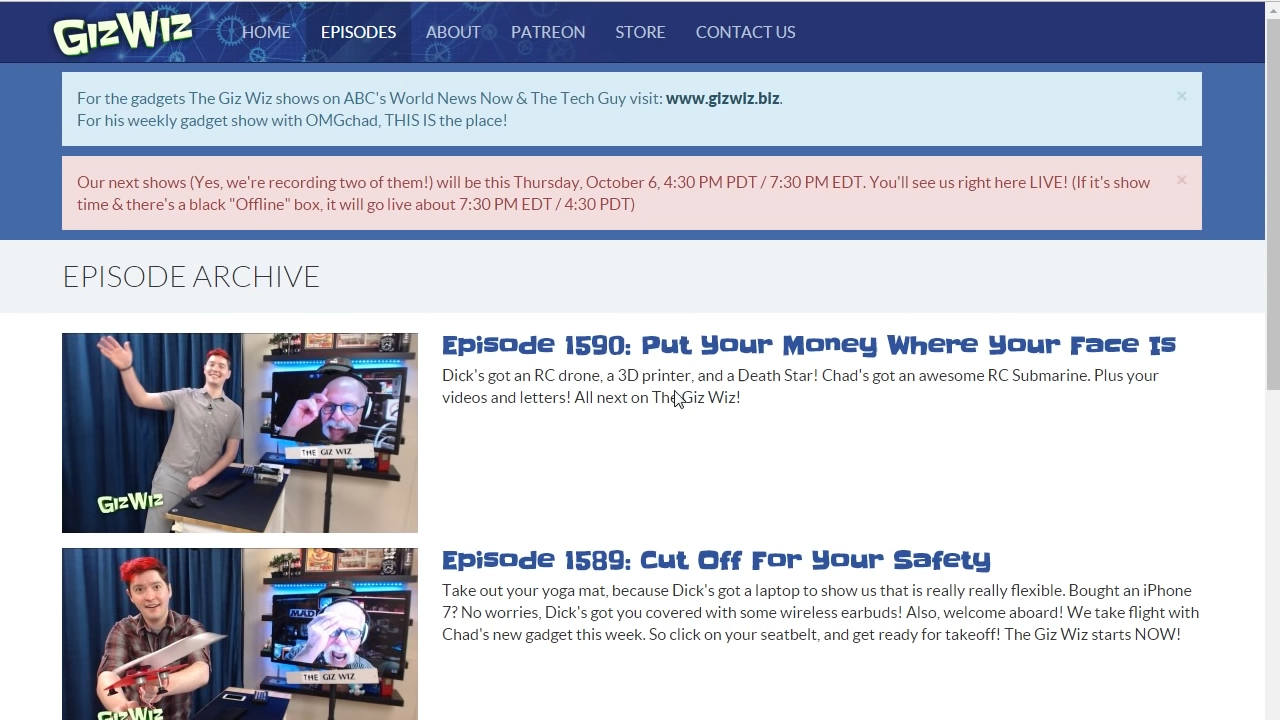 GizWiz
HOME EPISODES ABOUT PATREON STORE CONTACT US
For the gadgets The Giz Wiz shows on ABC's World News Now & The Tech Guy visit: www.gizwiz.biz.
For his weekly gadget show with OMGchad, THIS IS the place!
×
Our next shows (Yes, we're recording two of them!) will be this Thursday, October 6, 4:30 PM PDT / 7:30 PM EDT. You'll see us right here LIVE! (If it's show
time & there's a black "Offline" box, it will go live about 7:30 PM EDT / 4:30 PDT)
×
EPISODE ARCHIVE
THE GIZ WIZ
GizWiz
Episode 1590: Put Your Money Where Your Face Is
Dick's got an RC drone, a 3D printer, and a Death Star! Chad's got an awesome RC Submarine. Plus your
videos and letters! All next on The Giz Wiz!
MAD
THE GIZ WIZ
GizWiz
Episode 1589: Cut Off For Your Safety
Take out your yoga mat, because Dick's got a laptop to show us that is really really flexible. Bought an iPhone
7? No worries, Dick's got you covered with some wireless earbuds! Also, welcome aboard! We take flight with
Chad's new gadget this week. So click on your seatbelt, and get ready for takeoff! The Giz Wiz starts NOW!